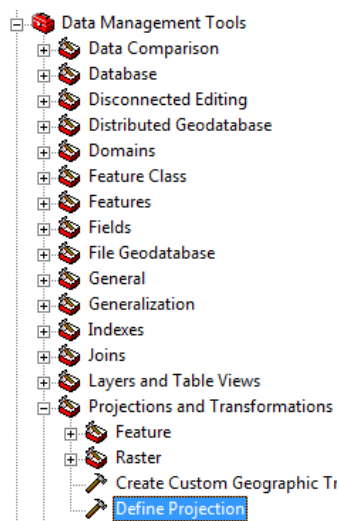 Data Management Tools
Data Comparison
Database
Disconnected Editing
Distributed Geodatabase
Domains
Feature Class
Features
Fields
File Geodatabase
General
Generalization
Indexes
Joins
Layers and Table Views
Projections and Transformations
Feature
Raster
Create Custom Geographic Tr
Define Projection